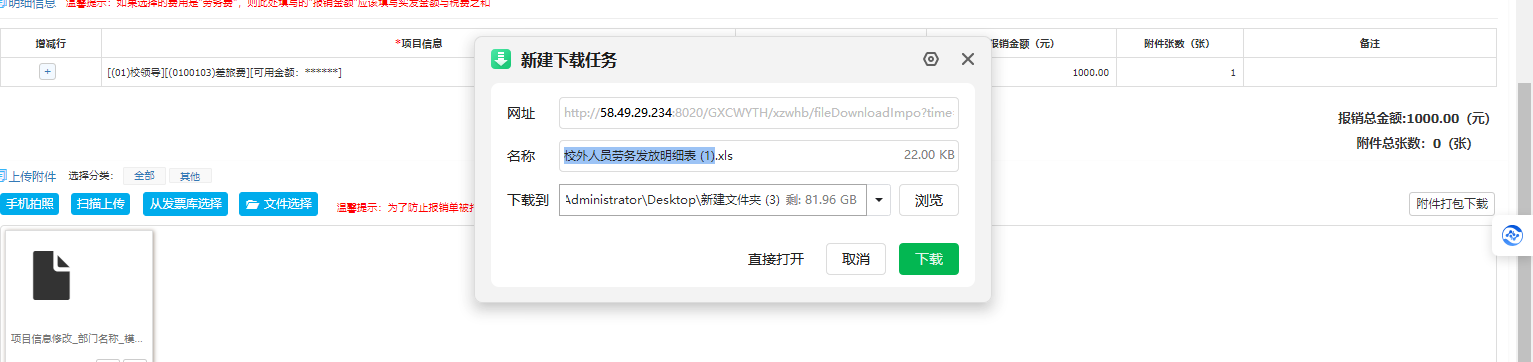 明细信息 温馨提示：如果选择的费用是"劳务费"，则此处填写的"报销金额"应该填写实发金额与税费之和
增减行 *项目信息 报销金额（元） 附件张数（张） 备注
+ [(01)校领导][(0100103)差旅费][可用金额：******] 1000.00 1
报销总金额:1000.00（元）
附件总张数：0（张）
上传附件 选择分类： 全部 其他
手机拍照 扫描上传 从发票库选择 文件选择 温馨提示：为了防止报销单被
附件打包下载
项目信息修改_部门名称_模...
新建下载任务
网址 http://58.49.29.234:8020/GXCWYTH/xzwhb/fileDownloadImpo?time
名称 校外人员劳务发放明细表 (1).xls 22.00 KB
下载到 Administrator\Desktop\新建文件夹 (3) 剩: 81.96 GB 浏览
直接打开 取消 下载